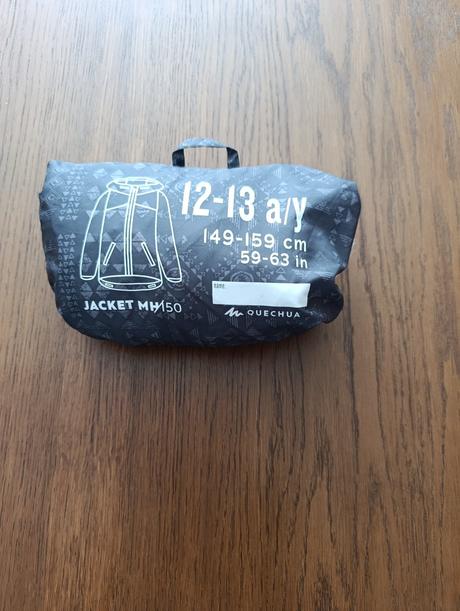 12-13 a/y
149-159 cm
59-63 in
name:
JACKET MH150
QUECHUA